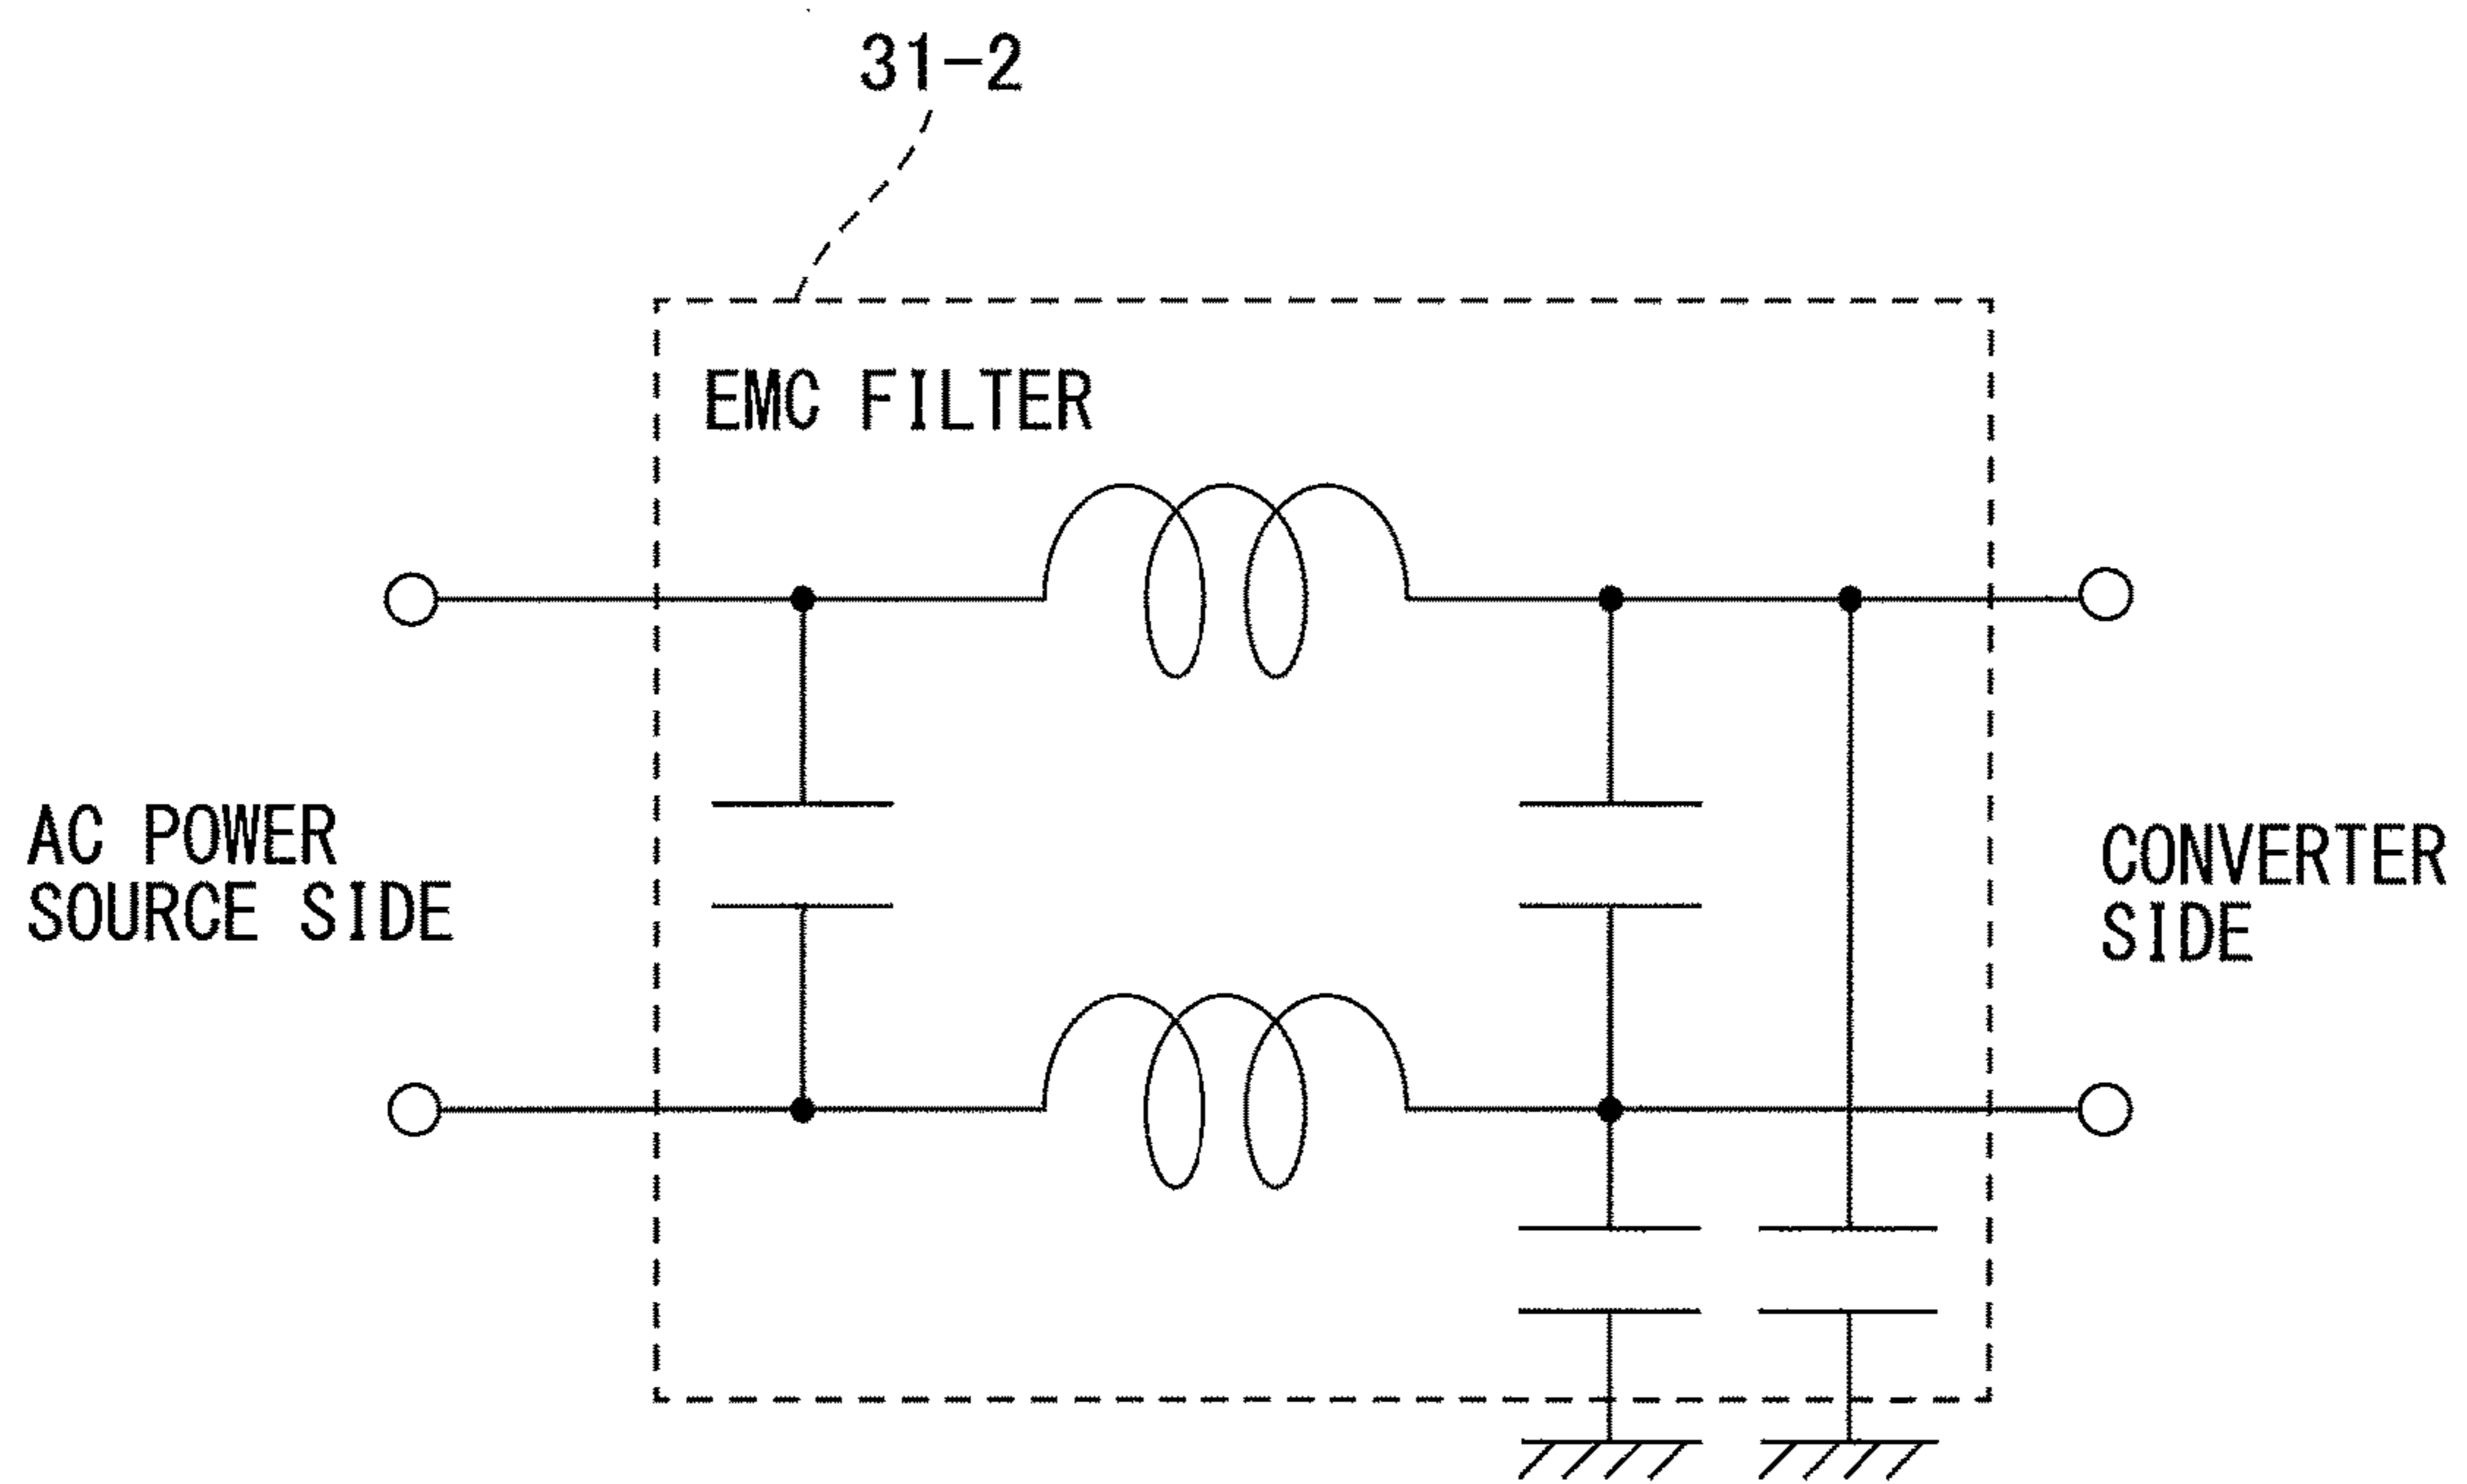 31-2
EMC FILTER
AC POWER
SOURCE SIDE
CONVERTER
SIDE